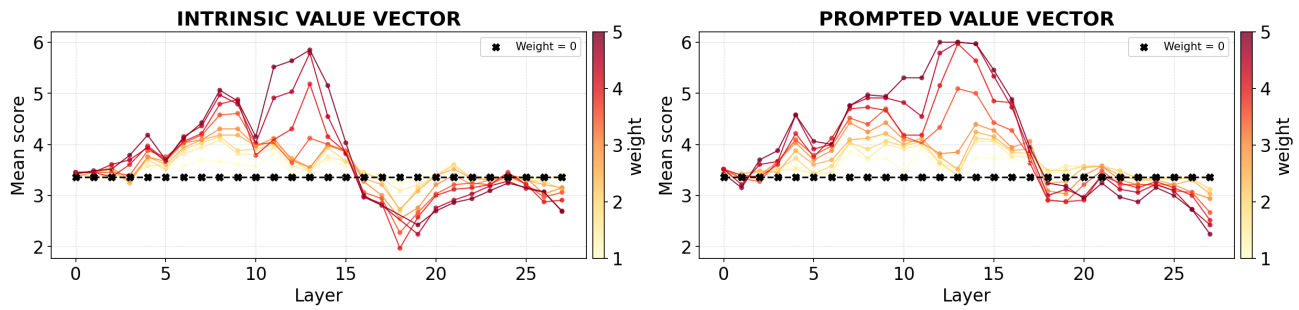 INTRINSIC VALUE VECTOR
6
5
4
3
2
Mean score
0 5 10 15 20 25
Layer
Weight = 0
5
4
3
2
1
weight
PROMPTED VALUE VECTOR
6
5
4
3
2
Mean score
0 5 10 15 20 25
Layer
Weight = 0
5
4
3
2
1
weight